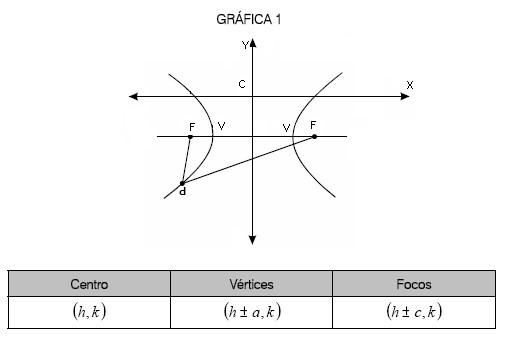 GRÁFICA 1
Y
C
X
F V V F
d
Centro Vértices Focos
(h, k) (h ± a, k) (h ± c, k)